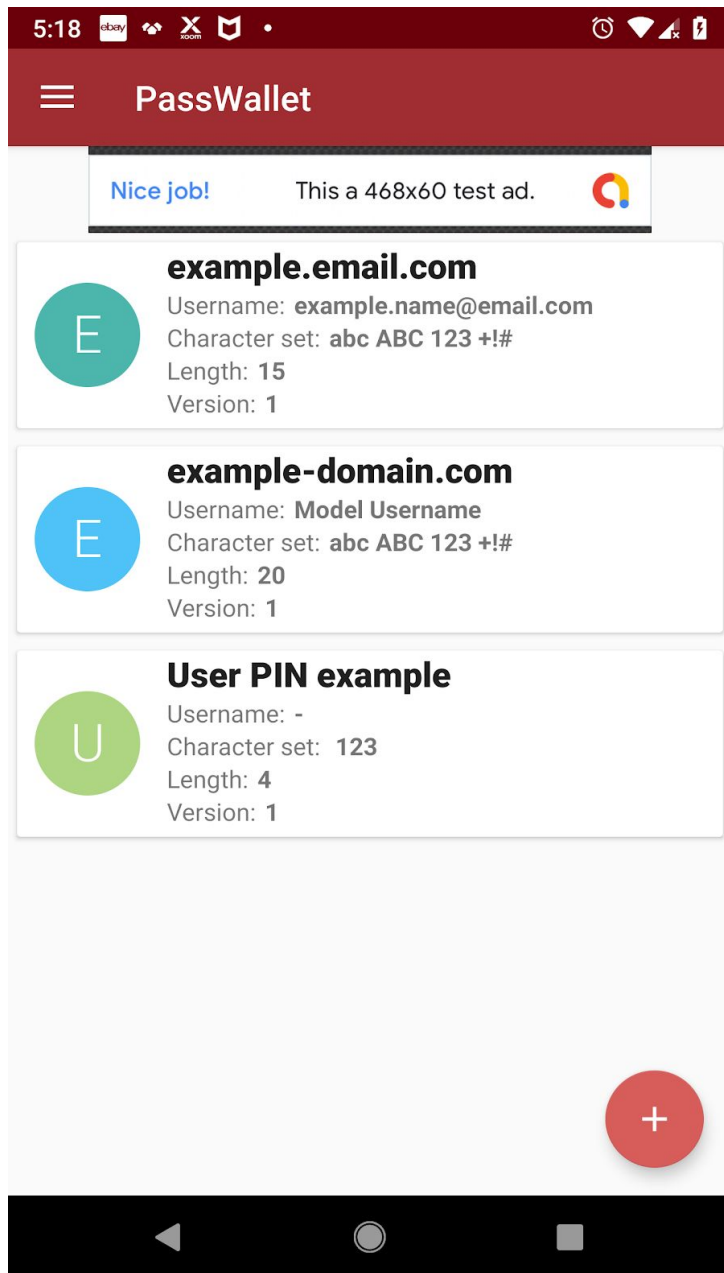 5:18 ebay xoom
PassWallet
Nice job! This a 468x60 test ad.
example.email.com
E
Username: example.name@email.com
Character set: abc ABC 123 +!#
Length: 15
Version: 1
example-domain.com
E
Username: Model Username
Character set: abc ABC 123 +!#
Length: 20
Version: 1
User PIN example
U
Username: -
Character set: 123
Length: 4
Version: 1
+